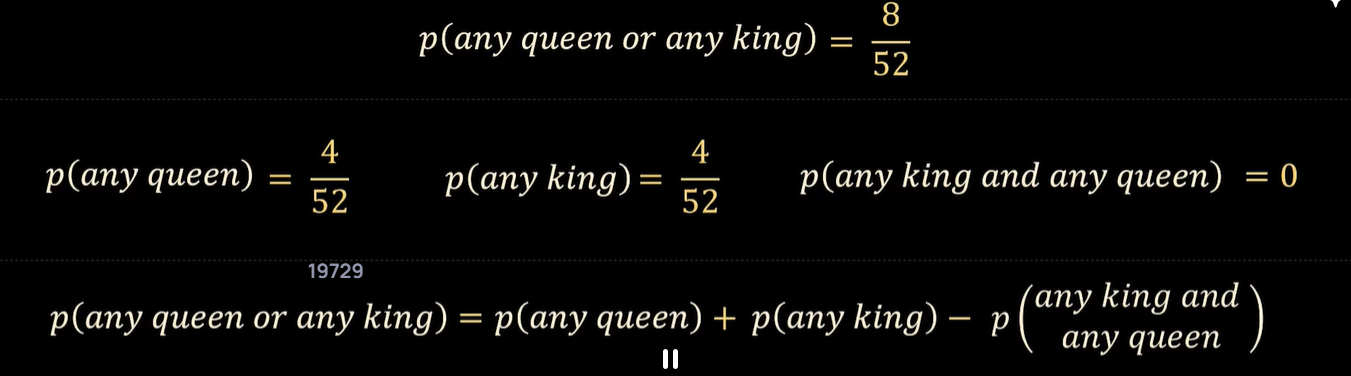 p(any queen or any king) = 8/52
p(any queen) = 4/52 p(any king) = 4/52 p(any king and any queen) = 0
19729
p(any queen or any king) = p(any queen) + p(any king) − p(any king and any queen)